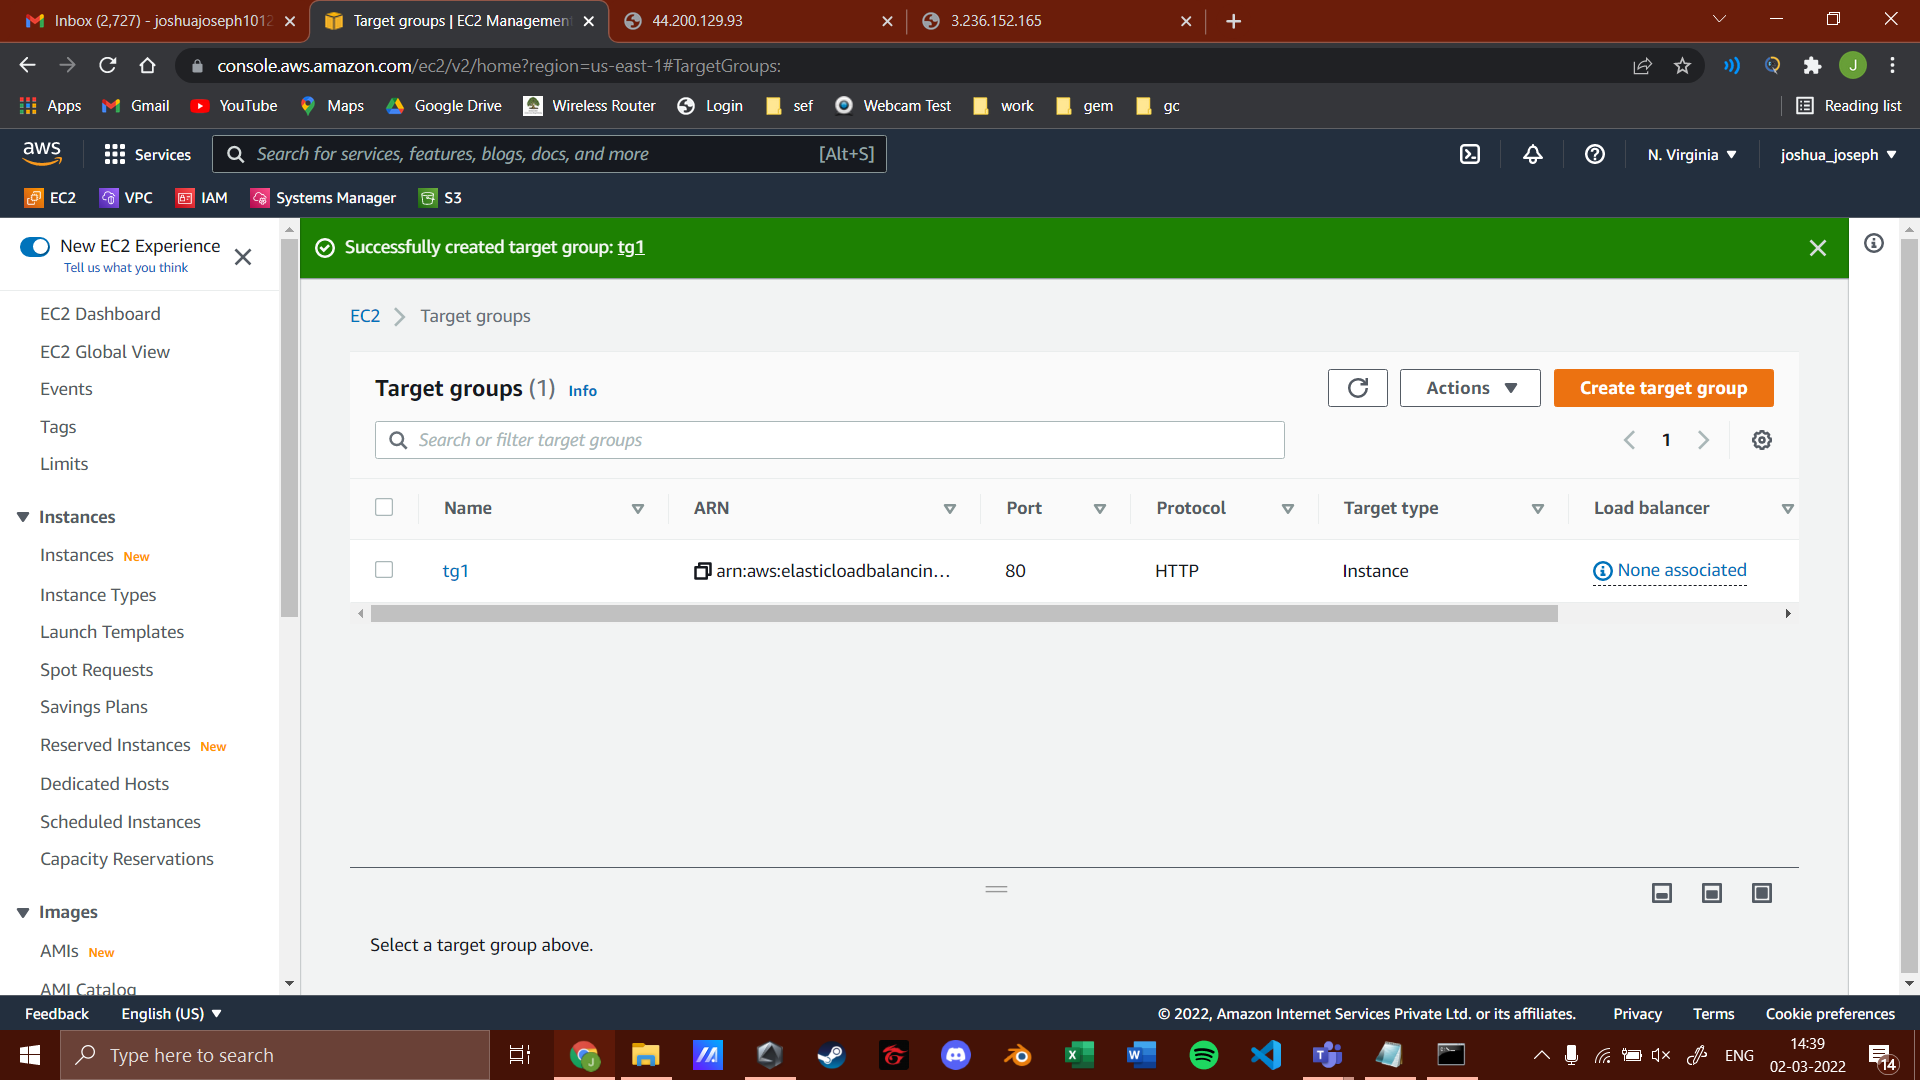 Inbox (2,727) - joshuajoseph1012
Target groups | EC2 Management
44.200.129.93
3.236.152.165
console.aws.amazon.com/ec2/v2/home?region=us-east-1#TargetGroups:
J
Apps
Gmail
YouTube
Maps
Google Drive
Wireless Router
Login
sef
Webcam Test
work
gem
gc
Reading list
aws
Services
Search for services, features, blogs, docs, and more
[Alt+S]
N. Virginia
joshua_joseph
EC2
VPC
IAM
Systems Manager
S3
New EC2 Experience
Tell us what you think
EC2 Dashboard
EC2 Global View
Events
Tags
Limits
Instances
Instances New
Instance Types
Launch Templates
Spot Requests
Savings Plans
Reserved Instances New
Dedicated Hosts
Scheduled Instances
Capacity Reservations
Images
AMIs New
AMI Catalog
Successfully created target group: tg1
EC2
Target groups
Target groups (1) Info
Actions
Create target group
Search or filter target groups
1
Name
ARN
Port
Protocol
Target type
Load balancer
tg1
arn:aws:elasticloadbalancin…
80
HTTP
Instance
None associated
Select a target group above.
Feedback
English (US)
© 2022, Amazon Internet Services Private Ltd. or its affiliates.
Privacy
Terms
Cookie preferences
Type here to search
ENG
14:39
02-03-2022
14